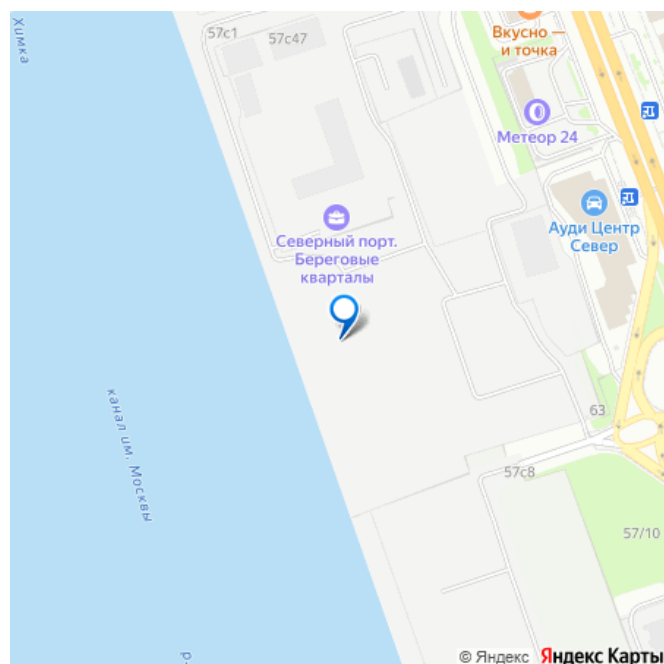 Химка
57с1
57с47
Вкусно —
и точка
Метеор 24
Ауди Центр
Север
Северный порт.
Береговые
кварталы
канал им. Москвы
63
57с8
57/10
р-
© Яндекс Яндекс Карты